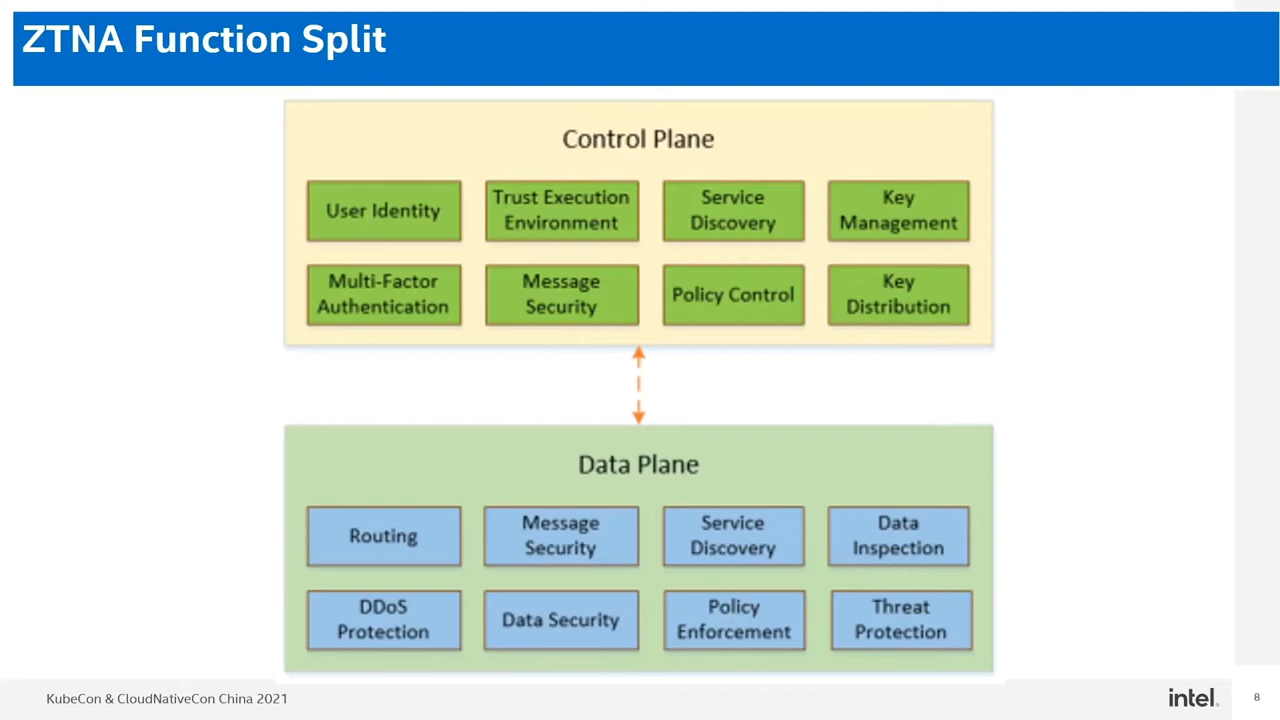 ZTNA Function Split
Control Plane
User Identity
Trust Execution
Environment
Service
Discovery
Key
Management
Multi-Factor
Authentication
Message
Security
Policy Control
Key
Distribution
Data Plane
Routing
Message
Security
Service
Discovery
Data
Inspection
DDoS
Protection
Data Security
Policy
Enforcement
Threat
Protection
KubeCon & CloudNativeCon China 2021
intel.
8